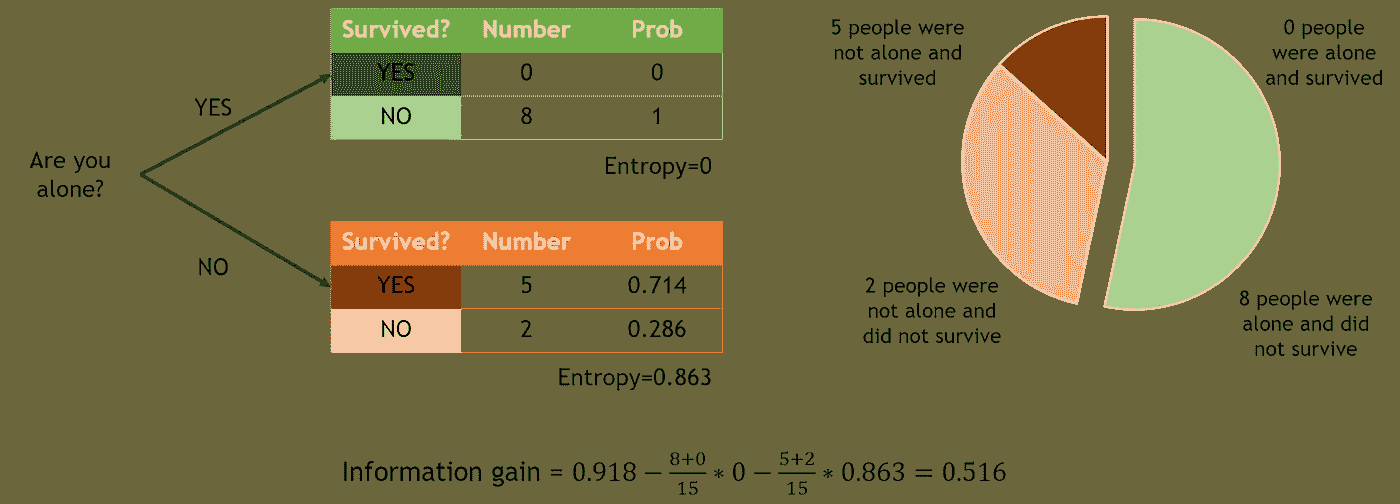 Are you
alone?
YES
NO
Survived? Number Prob
YES 0 0
NO 8 1
Entropy=0
Survived? Number Prob
YES 5 0.714
NO 2 0.286
Entropy=0.863
5 people were
not alone and
survived
0 people
were alone
and survived
2 people were
not alone and
did not survive
8 people were
alone and did
not survive
Information gain = 0.918 − 8+0/15 ∗ 0 − 5+2/15 ∗ 0.863 = 0.516